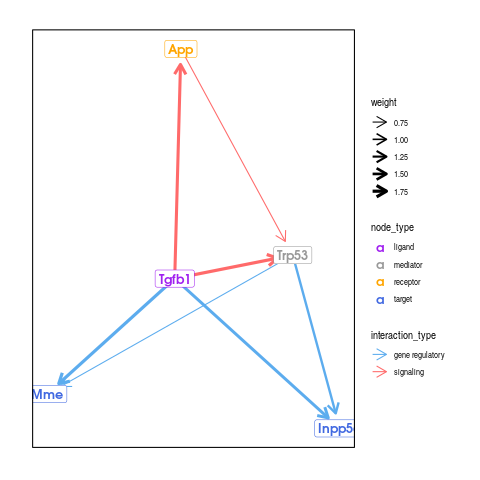 App
Trp53
Tgfb1
Mme
Inpp5
weight
0.75
1.00
1.25
1.50
1.75
node_type
a ligand
a mediator
a receptor
a target
interaction_type
gene regulatory
signaling